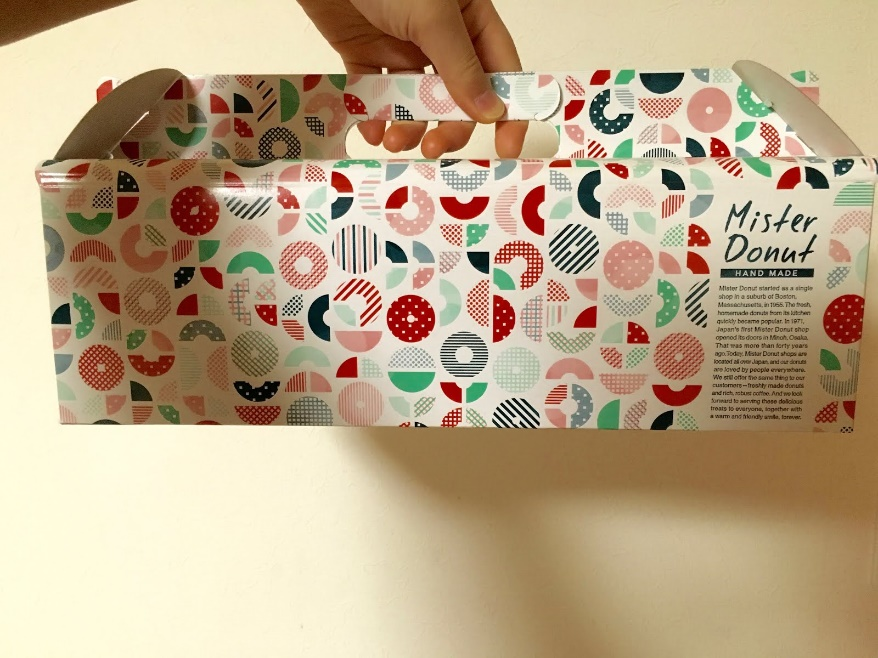 Mister
Donut
HAND MADE
Mister Donut started as a single
shop in a suburb of Boston,
Massachusetts, in 1955. The fresh,
homemade donuts from its kitchen
quickly became popular. In 1971,
Japan's first Mister Donut shop
opened its doors in Minoh, Osaka.
That was more than forty years
ago. Today, Mister Donut shops are
located all over Japan, and our donuts
are loved by people everywhere.
We still offer the same thing to our
customers—freshly made donuts
and rich, robust coffee. And we look
forward to serving these delicious
treats to everyone, together with
a warm and friendly smile, forever.